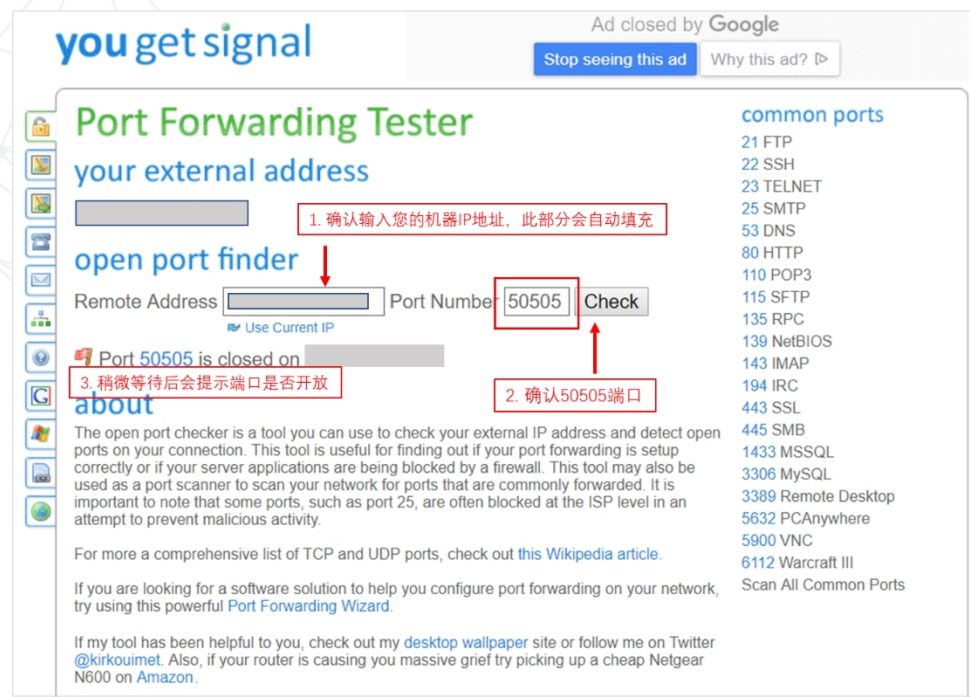 you get signal
Ad closed by Google
Stop seeing this ad
Why this ad?
Port Forwarding Tester
your external address
1. 确认输入您的机器IP地址，此部分会自动填充
open port finder
Remote Address
Port Number 50505 Check
Use Current IP
Port 50505 is closed on
3. 稍微等待后会提示端口是否开放
2. 确认50505端口
about
The open port checker is a tool you can use to check your external IP address and detect open
ports on your connection. This tool is useful for finding out if your port forwarding is setup
correctly or if your server applications are being blocked by a firewall. This tool may also be
used as a port scanner to scan your network for ports that are commonly forwarded. It is
important to note that some ports, such as port 25, are often blocked at the ISP level in an
attempt to prevent malicious activity.
For more a comprehensive list of TCP and UDP ports, check out this Wikipedia article.
If you are looking for a software solution to help you configure port forwarding on your network,
try using this powerful Port Forwarding Wizard.
If my tool has been helpful to you, check out my desktop wallpaper site or follow me on Twitter
@kirkouimet. Also, if your router is causing you massive grief try picking up a cheap Netgear
N600 on Amazon.
common ports
21 FTP
22 SSH
23 TELNET
25 SMTP
53 DNS
80 HTTP
110 POP3
115 SFTP
135 RPC
139 NetBIOS
143 IMAP
194 IRC
443 SSL
445 SMB
1433 MSSQL
3306 MySQL
3389 Remote Desktop
5632 PCAnywhere
5900 VNC
6112 Warcraft III
Scan All Common Ports